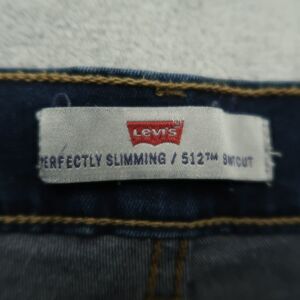 Levi's
PERFECTLY SLIMMING / 512™ BOOTCUT